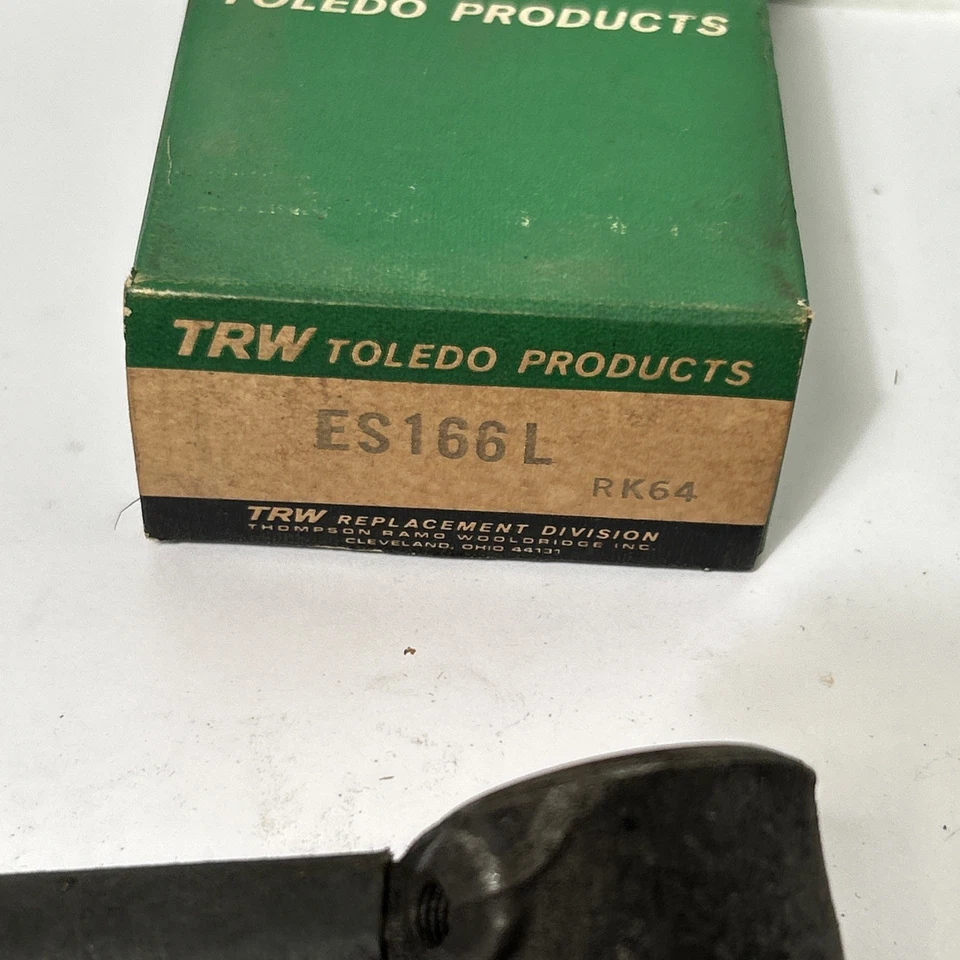 TOLEDO PRODUCTS
TRW TOLEDO PRODUCTS
ES166L
RK64
TRW REPLACEMENT DIVISION
THOMPSON RAMO WOOLDRIDGE INC.
CLEVELAND, OHIO 44131